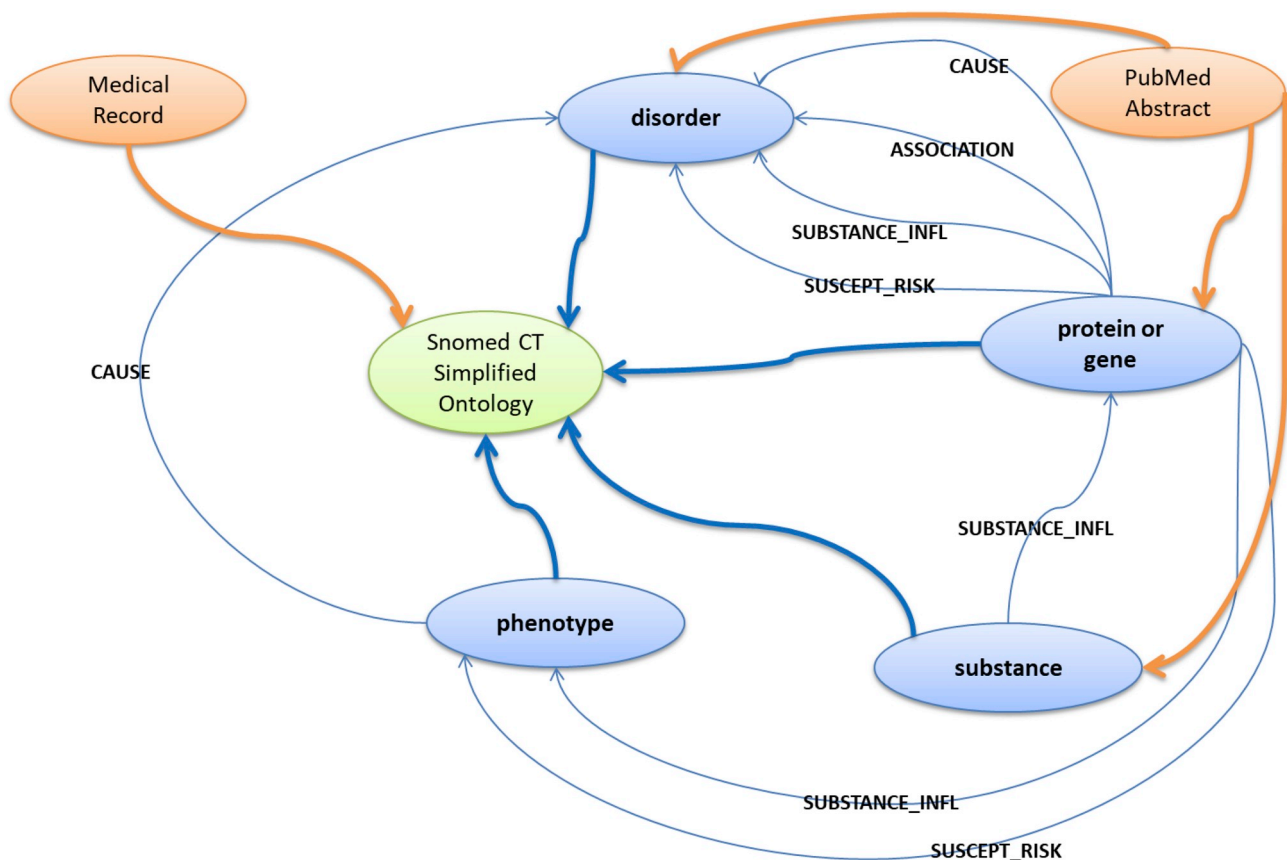 CAUSE
Medical
Record
PubMed
Abstract
disorder
ASSOCIATION
SUBSTANCE_INFL
SUSCEPT_RISK
protein or
gene
Snomed CT
Simplified
Ontology
CAUSE
SUBSTANCE_INFL
phenotype
substance
SUBSTANCE_INFL
SUSCEPT_RISK